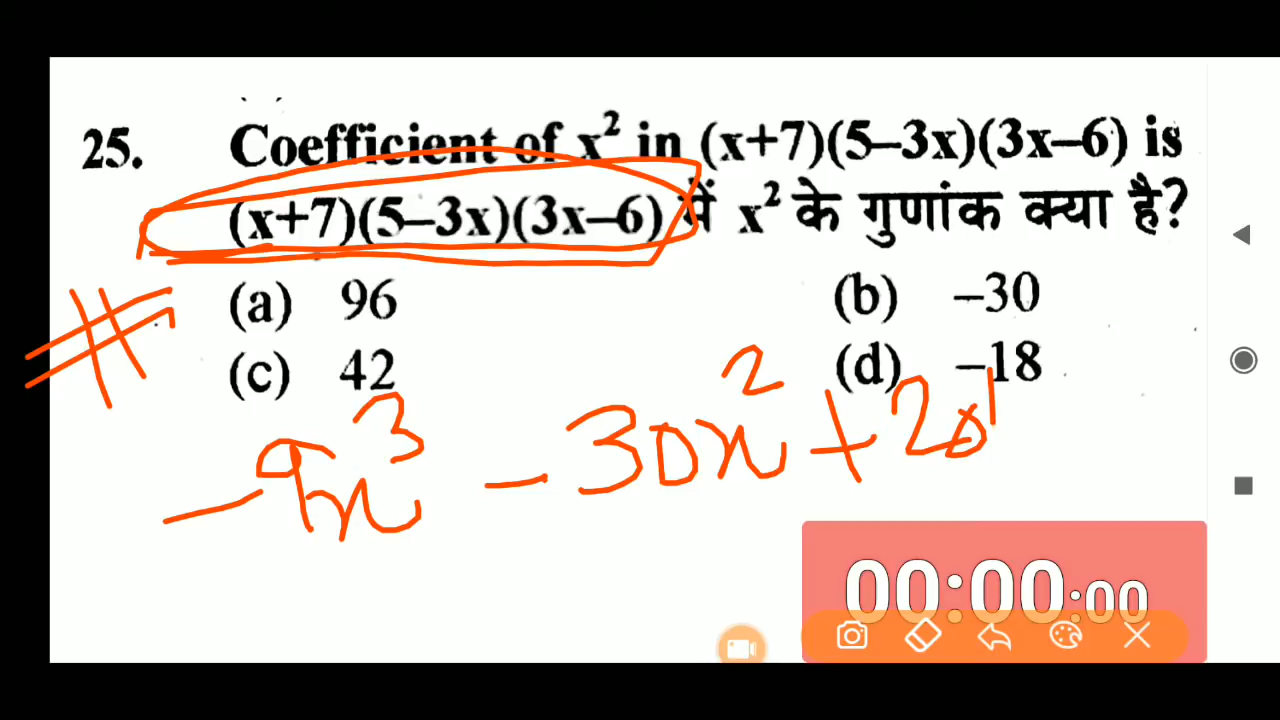 25. Coefficient of x² in (x+7)(5–3x)(3x–6) is
(x+7)(5–3x)(3x–6) में x² के गुणांक क्या है?
(a) 96 (b) –30
(c) 42 (d) –18
–9x³ – 30x² + 201
00:00:00